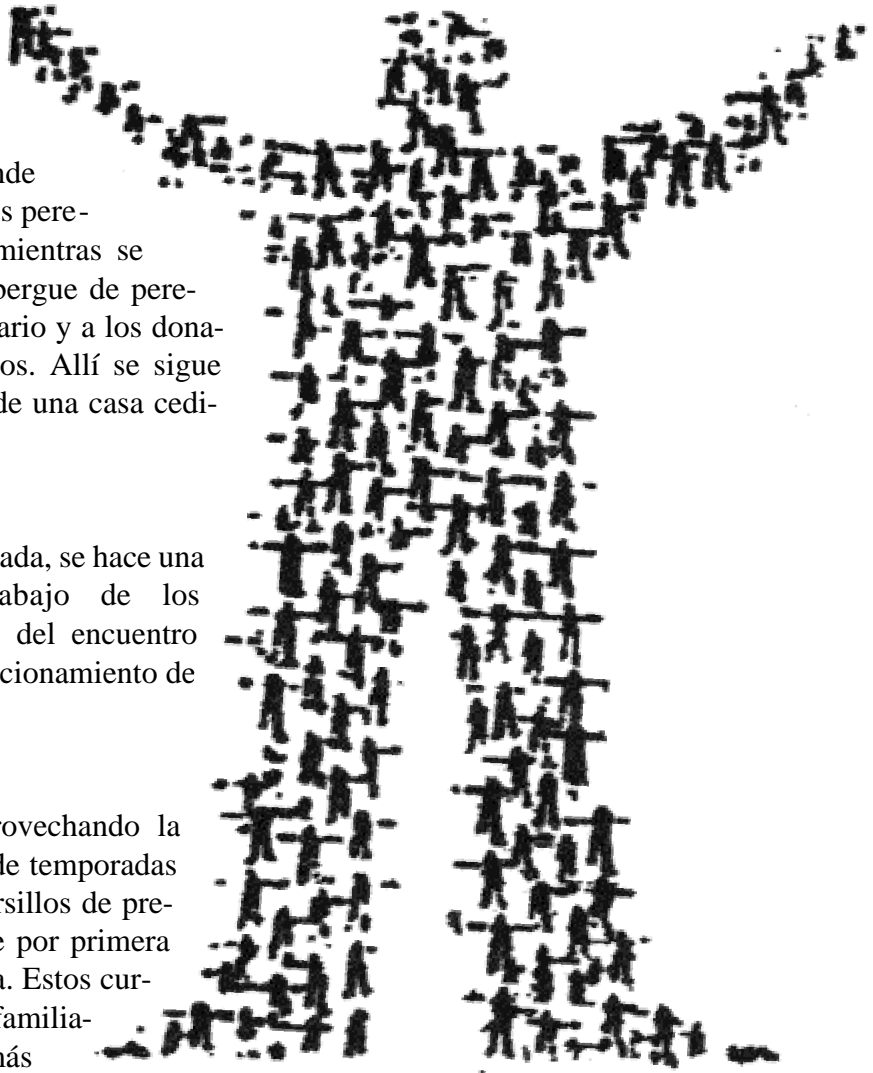 nde
s pere-
mientras se
bergue de pere-
ario y a los dona-
os. Allí se sigue
de una casa cedi-
ada, se hace una
abajo de los
del encuentro
cionamiento de
rovechando la
de temporadas
rsillos de pre-
e por primera
a. Estos cur-
familia-
más